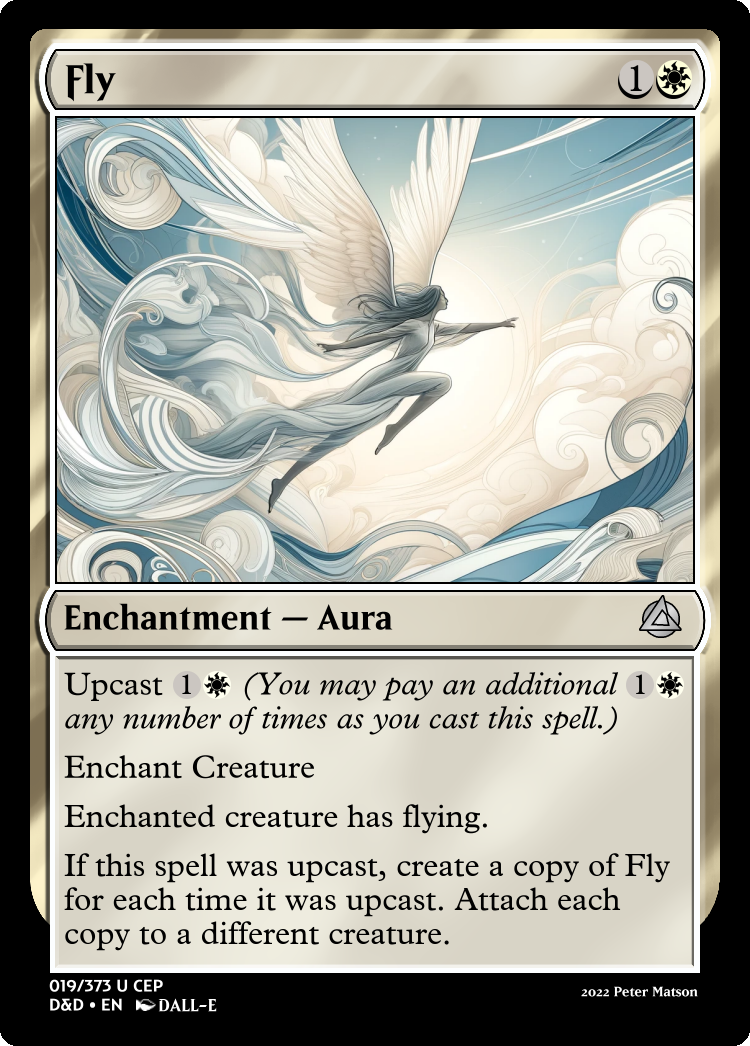 Fly 1
Enchantment — Aura
Upcast 1 (You may pay an additional 1
any number of times as you cast this spell.)
Enchant Creature
Enchanted creature has flying.
If this spell was upcast, create a copy of Fly
for each time it was upcast. Attach each
copy to a different creature.
019/373 U CEP
D&D • EN DALL-E
2022 Peter Matson